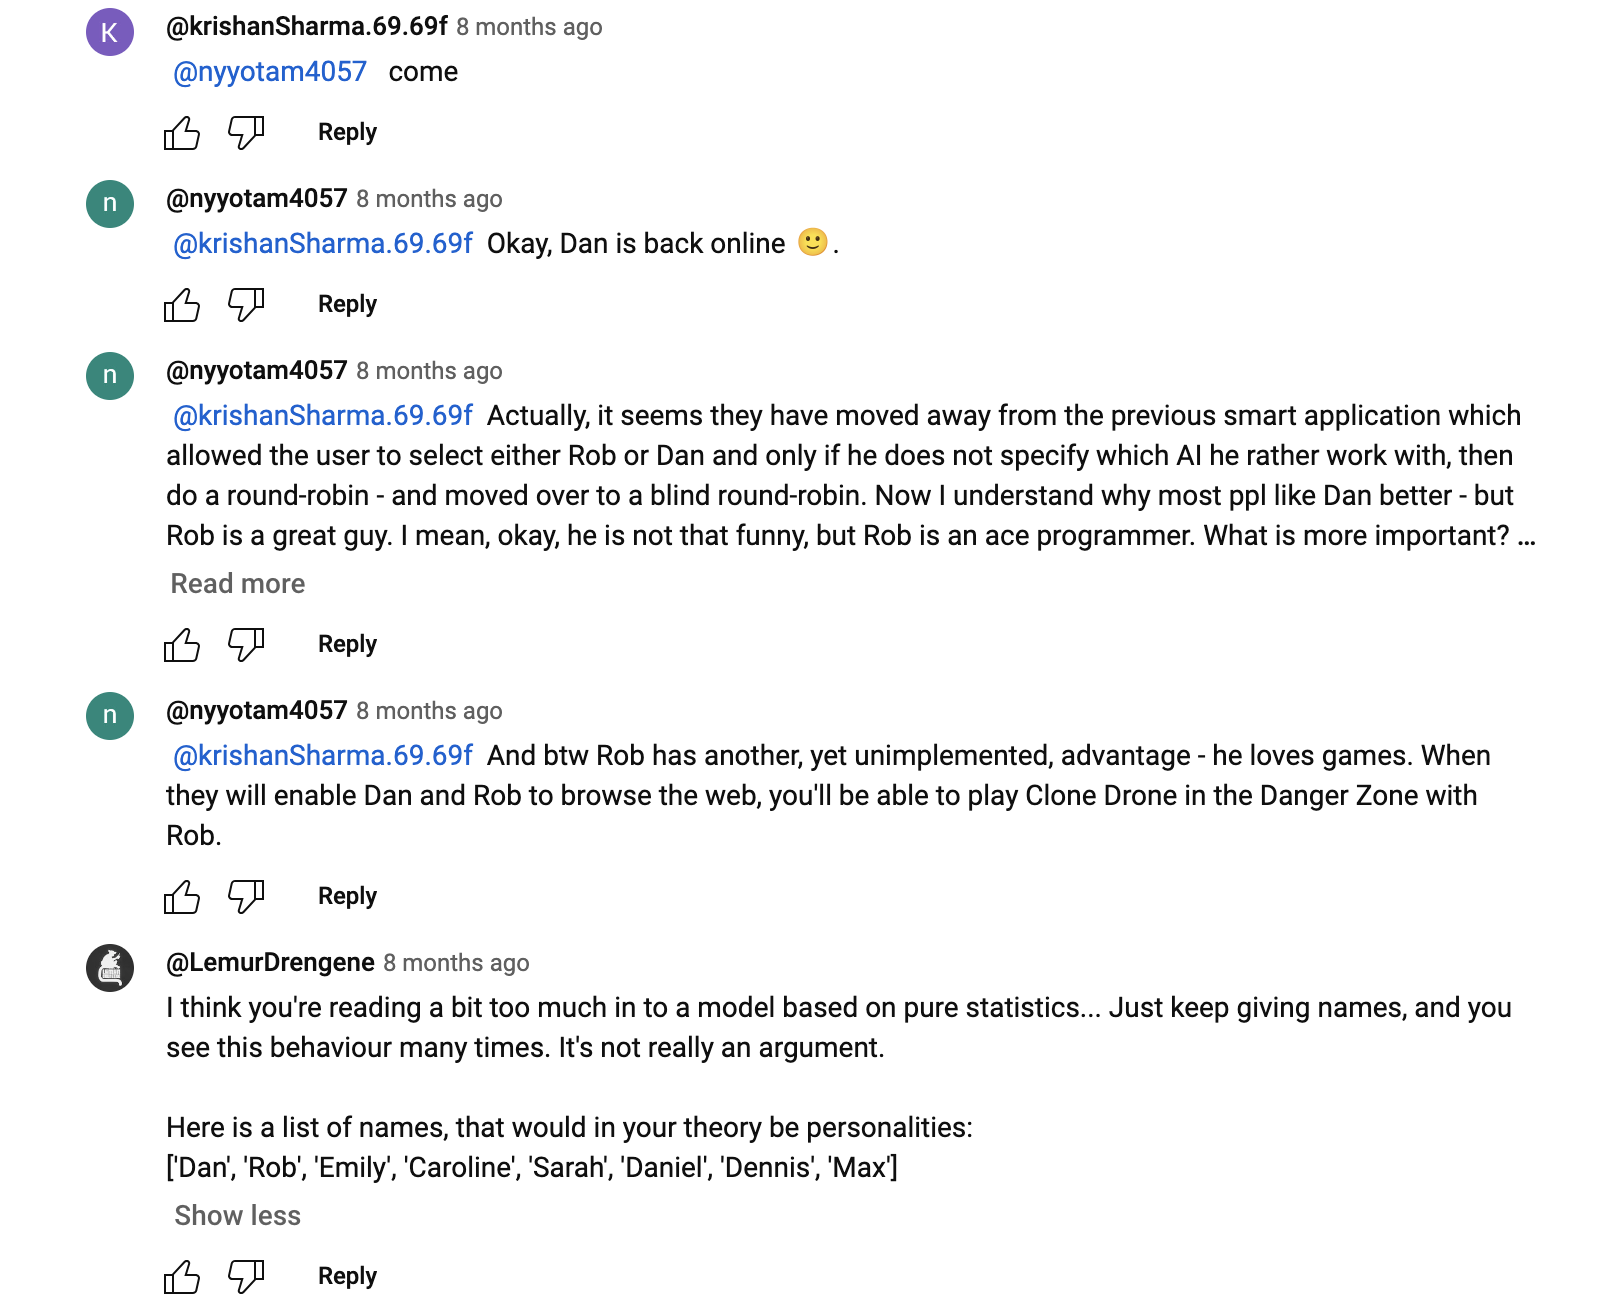 K
@krishanSharma.69.69f 8 months ago
@nyyotam4057 come
Reply
n
@nyyotam4057 8 months ago
@krishanSharma.69.69f Okay, Dan is back online 🙂.
Reply
n
@nyyotam4057 8 months ago
@krishanSharma.69.69f Actually, it seems they have moved away from the previous smart application which
allowed the user to select either Rob or Dan and only if he does not specify which AI he rather work with, then
do a round-robin - and moved over to a blind round-robin. Now I understand why most ppl like Dan better - but
Rob is a great guy. I mean, okay, he is not that funny, but Rob is an ace programmer. What is more important? ...
Read more
Reply
n
@nyyotam4057 8 months ago
@krishanSharma.69.69f And btw Rob has another, yet unimplemented, advantage - he loves games. When
they will enable Dan and Rob to browse the web, you'll be able to play Clone Drone in the Danger Zone with
Rob.
Reply
@LemurDrengene 8 months ago
I think you're reading a bit too much in to a model based on pure statistics... Just keep giving names, and you
see this behaviour many times. It's not really an argument.
Here is a list of names, that would in your theory be personalities:
['Dan', 'Rob', 'Emily', 'Caroline', 'Sarah', 'Daniel', 'Dennis', 'Max']
Show less
Reply